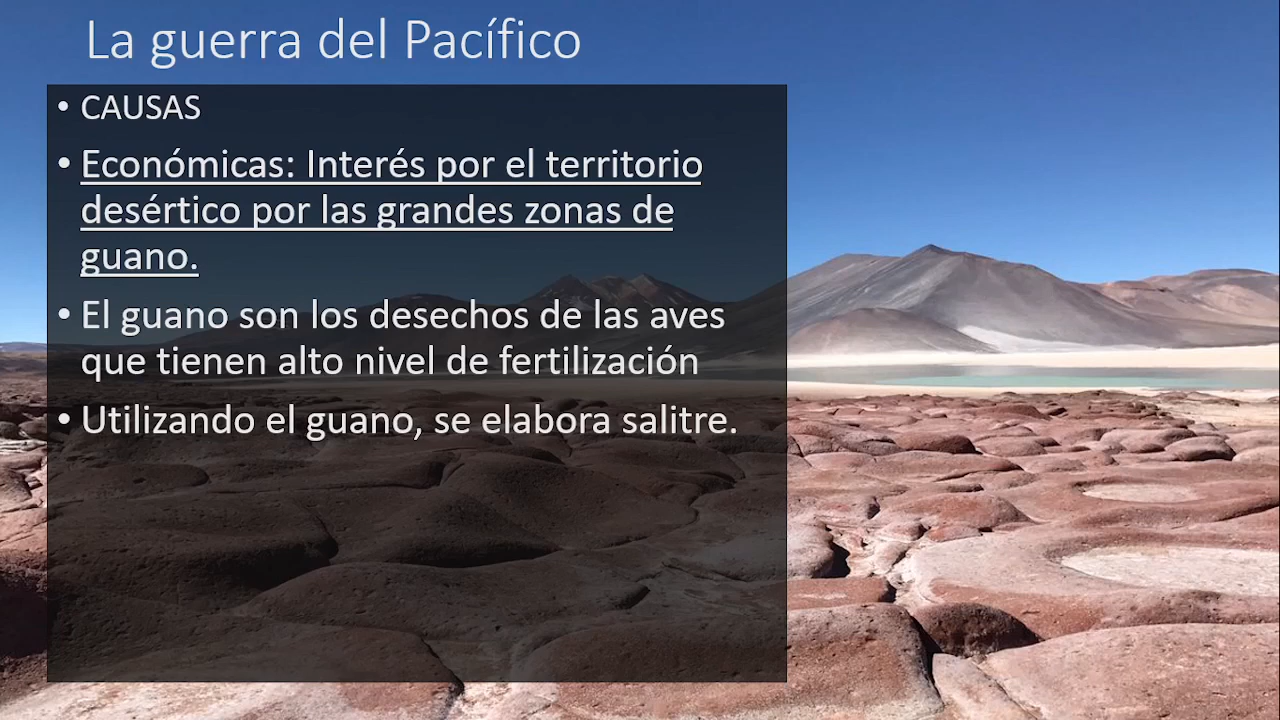 La guerra del Pacífico
• CAUSAS
• Económicas: Interés por el territorio
desértico por las grandes zonas de
guano.
• El guano son los desechos de las aves
que tienen alto nivel de fertilización
• Utilizando el guano, se elabora salitre.